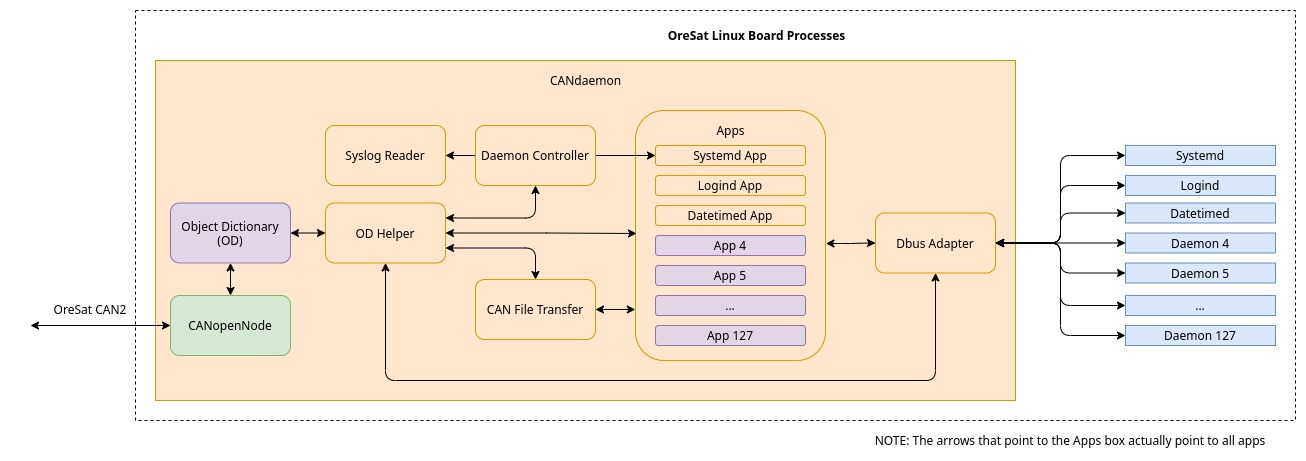 OreSat Linux Board Processes
CANdaemon
Apps
Syslog Reader
Daemon Controller
Systemd App
Logind App
Datetimed App
App 4
App 5
...
App 127
Object Dictionary
(OD)
OD Helper
Dbus Adapter
CAN File Transfer
OreSat CAN2
CANopenNode
Systemd
Logind
Datetimed
Daemon 4
Daemon 5
...
Daemon 127
NOTE: The arrows that point to the Apps box actually point to all apps